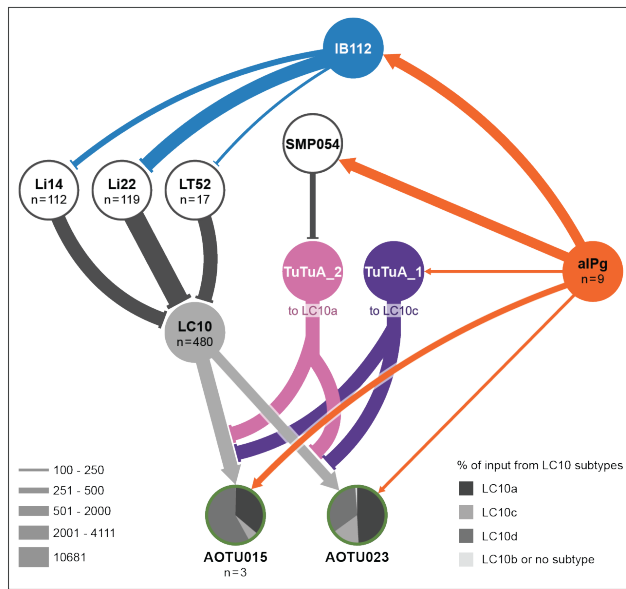 IB112
SMP054
Li14
n=112
Li22
n=119
LT52
n=17
TuTuA_2
to LC10a
TuTuA_1
to LC10c
aIPg
n=9
LC10
n=480
100 - 250
251 - 500
501 - 2000
2001 - 4111
10681
AOTU015
n=3
AOTU023
% of input from LC10 subtypes
LC10a
LC10c
LC10d
LC10b or no subtype